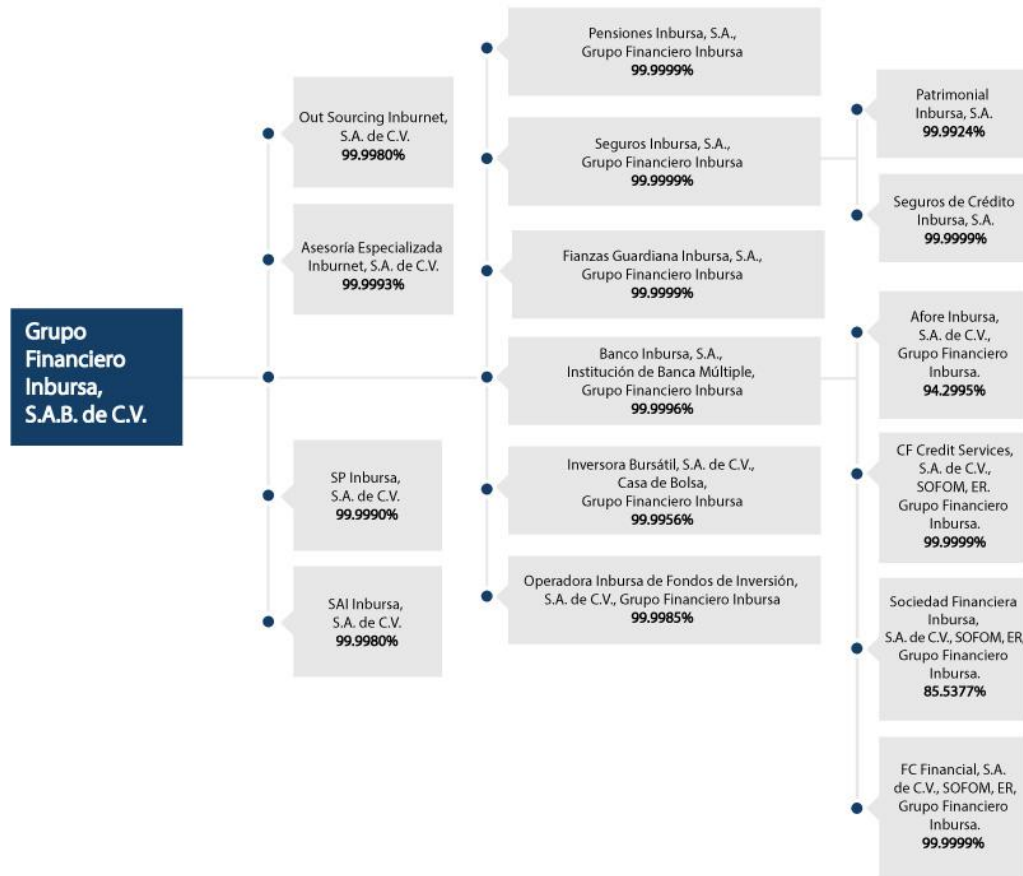 Grupo
Financiero
Inbursa,
S.A.B. de C.V.
Out Sourcing Inburnet,
S.A. de C.V.
99.9980%
Asesoría Especializada
Inburnet, S.A. de C.V.
99.9993%
SP Inbursa,
S.A. de C.V.
99.9990%
SAI Inbursa,
S.A. de C.V.
99.9980%
Pensiones Inbursa, S.A.,
Grupo Financiero Inbursa
99.9999%
Seguros Inbursa, S.A.,
Grupo Financiero Inbursa
99.9999%
Fianzas Guardiana Inbursa, S.A.,
Grupo Financiero Inbursa
99.9999%
Banco Inbursa, S.A.,
Institución de Banca Múltiple,
Grupo Financiero Inbursa
99.9996%
Inversora Bursátil, S.A. de C.V.,
Casa de Bolsa,
Grupo Financiero Inbursa
99.9956%
Operadora Inbursa de Fondos de Inversión,
S.A. de C.V., Grupo Financiero Inbursa
99.9985%
Patrimonial
Inbursa, S.A.
99.9924%
Seguros de Crédito
Inbursa, S.A.
99.9999%
Afore Inbursa,
S.A. de C.V.,
Grupo Financiero
Inbursa.
94.2995%
CF Credit Services,
S.A. de C.V.,
SOFOM, ER.
Grupo Financiero
Inbursa.
99.9999%
Sociedad Financiera
Inbursa,
S.A. de C.V., SOFOM, ER,
Grupo Financiero
Inbursa.
85.5377%
FC Financial, S.A.
de C.V., SOFOM, ER,
Grupo Financiero
Inbursa.
99.9999%